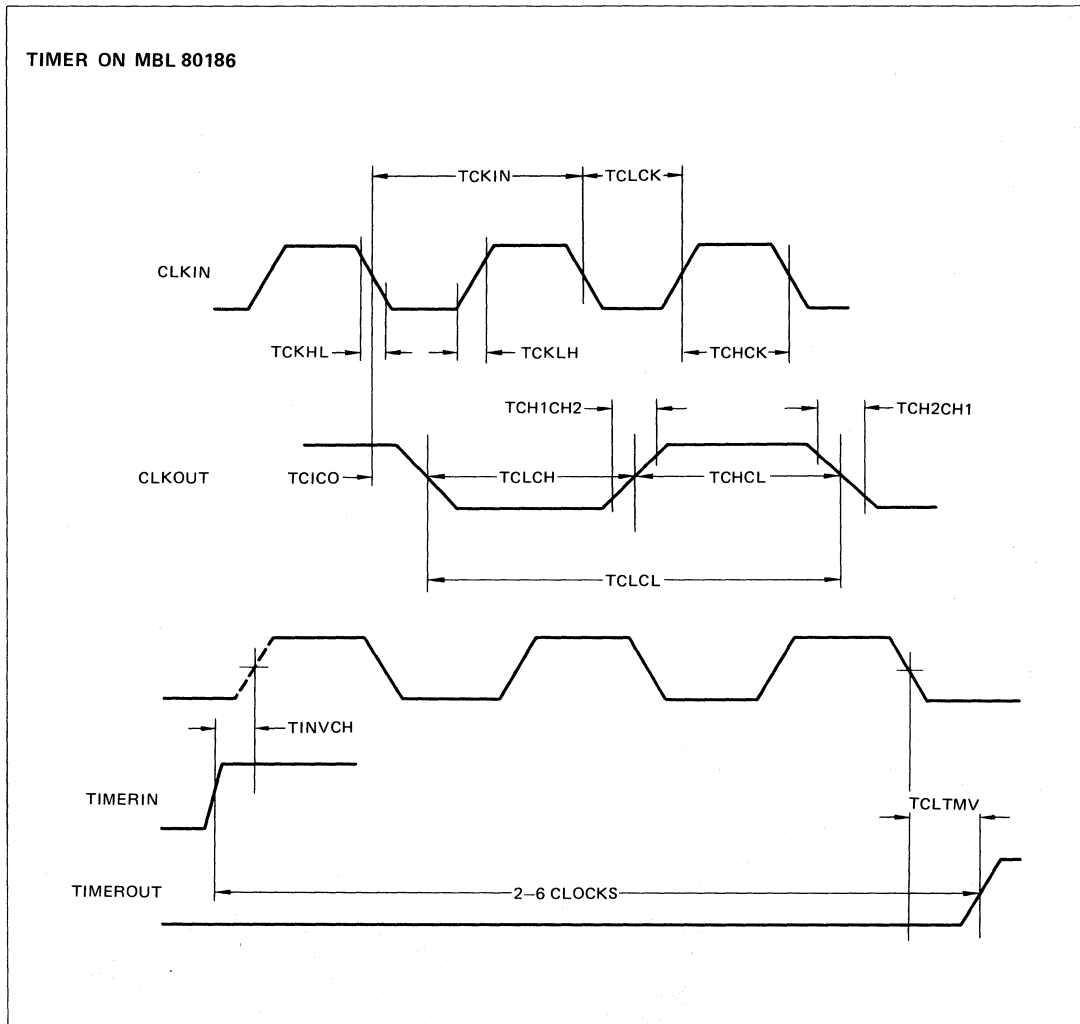 TIMER ON MBL 80186
TCKIN
TCLCK
CLKIN
TCKHL
TCKLH
TCHCK
TCH1CH2
TCH2CH1
CLKOUT
TCICO
TCLCH
TCHCL
TCLCL
TINVCH
TIMERIN
TCLTMV
TIMEROUT
2–6 CLOCKS